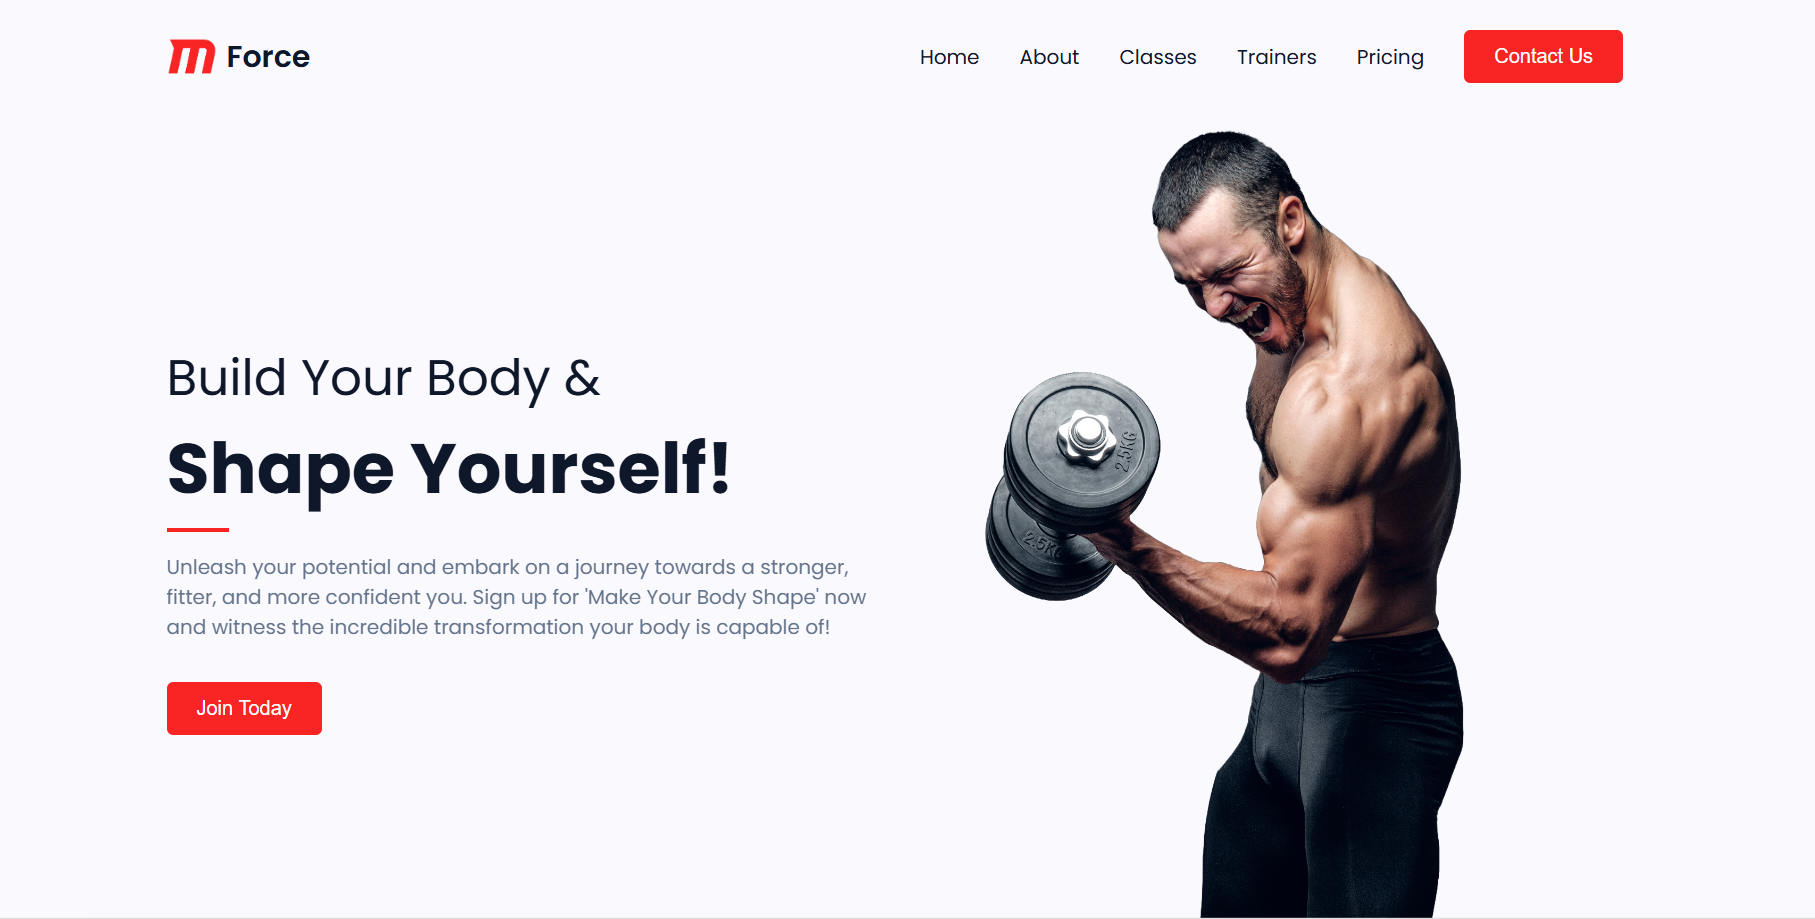 m Force
Home About Classes Trainers Pricing Contact Us
Build Your Body &
Shape Yourself!
Unleash your potential and embark on a journey towards a stronger,
fitter, and more confident you. Sign up for 'Make Your Body Shape' now
and witness the incredible transformation your body is capable of!
Join Today
2.5KG
2.5KG